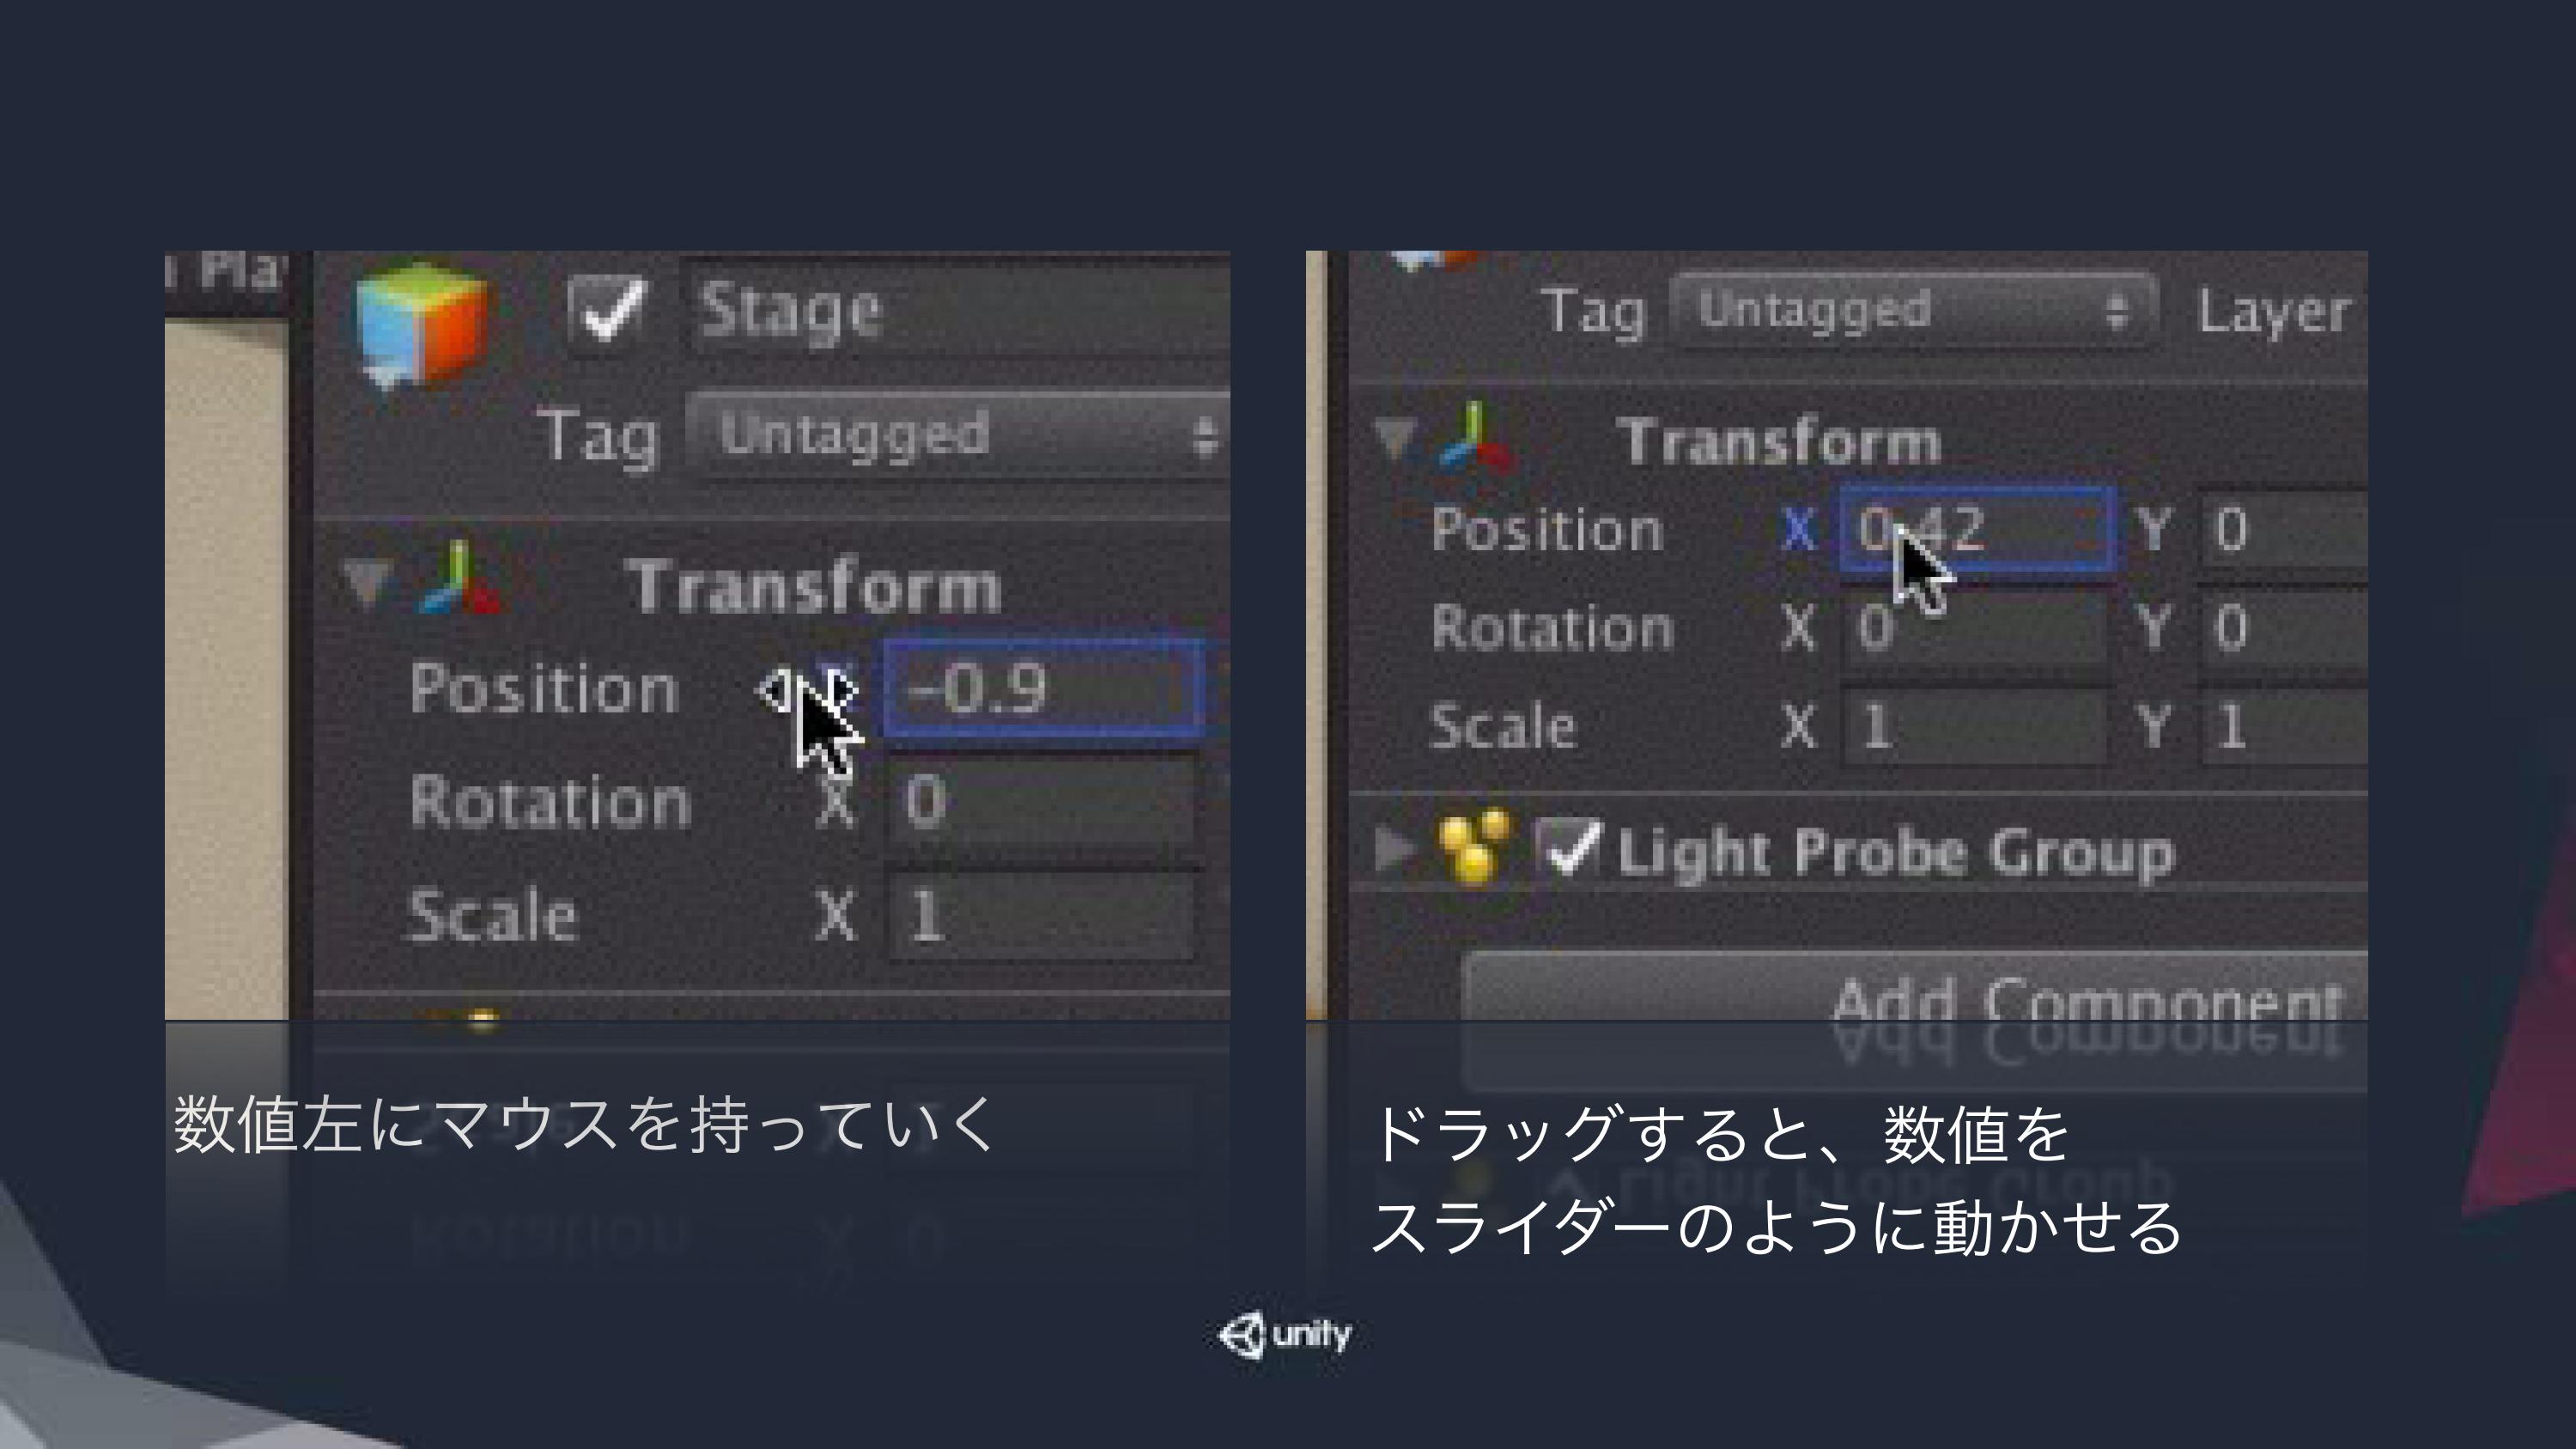 Pla
Stage
Tag Untagged
Transform
Position -0.9
Rotation X 0
Scale X 1
Tag Untagged Layer
Transform
Position X 0.42 Y 0
Rotation X 0 Y 0
Scale X 1 Y 1
Light Probe Group
Add Component
数値左にマウスを持っていく
ドラッグすると、数値を
スライダーのように動かせる
unity